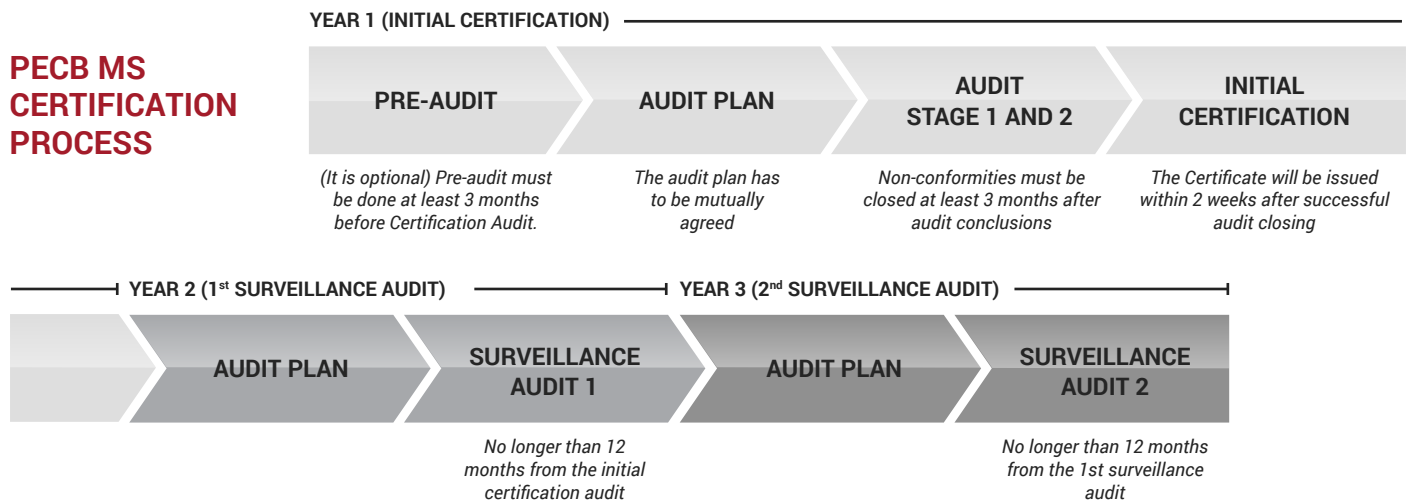 YEAR 1 (INITIAL CERTIFICATION)
PECB MS
CERTIFICATION
PROCESS
PRE-AUDIT
AUDIT PLAN
AUDIT
STAGE 1 AND 2
INITIAL
CERTIFICATION
(It is optional) Pre-audit must
be done at least 3 months
before Certification Audit.
The audit plan has
to be mutually
agreed
Non-conformities must be
closed at least 3 months after
audit conclusions
The Certificate will be issued
within 2 weeks after successful
audit closing
YEAR 2 (1st SURVEILLANCE AUDIT)
YEAR 3 (2nd SURVEILLANCE AUDIT)
AUDIT PLAN
SURVEILLANCE
AUDIT 1
AUDIT PLAN
SURVEILLANCE
AUDIT 2
No longer than 12
months from the initial
certification audit
No longer than 12 months
from the 1st surveillance
audit